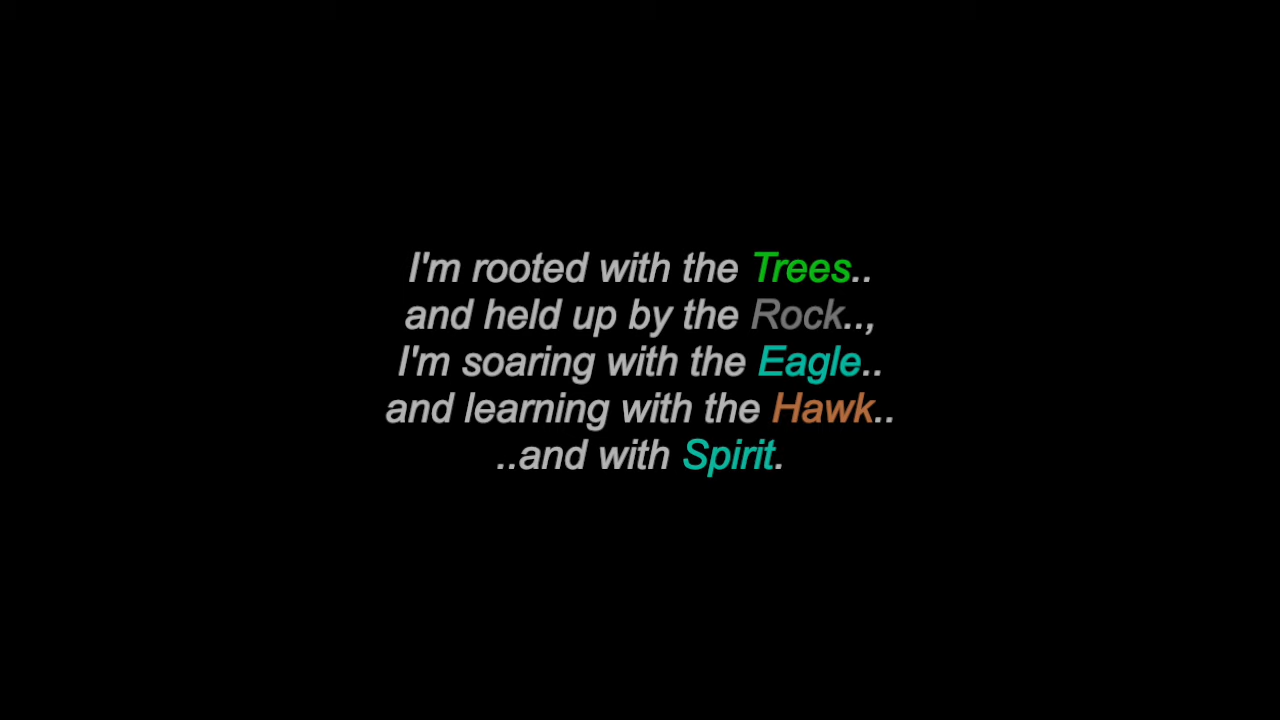 I'm rooted with the Trees..
and held up by the Rock..,
I'm soaring with the Eagle..
and learning with the Hawk..
..and with Spirit.